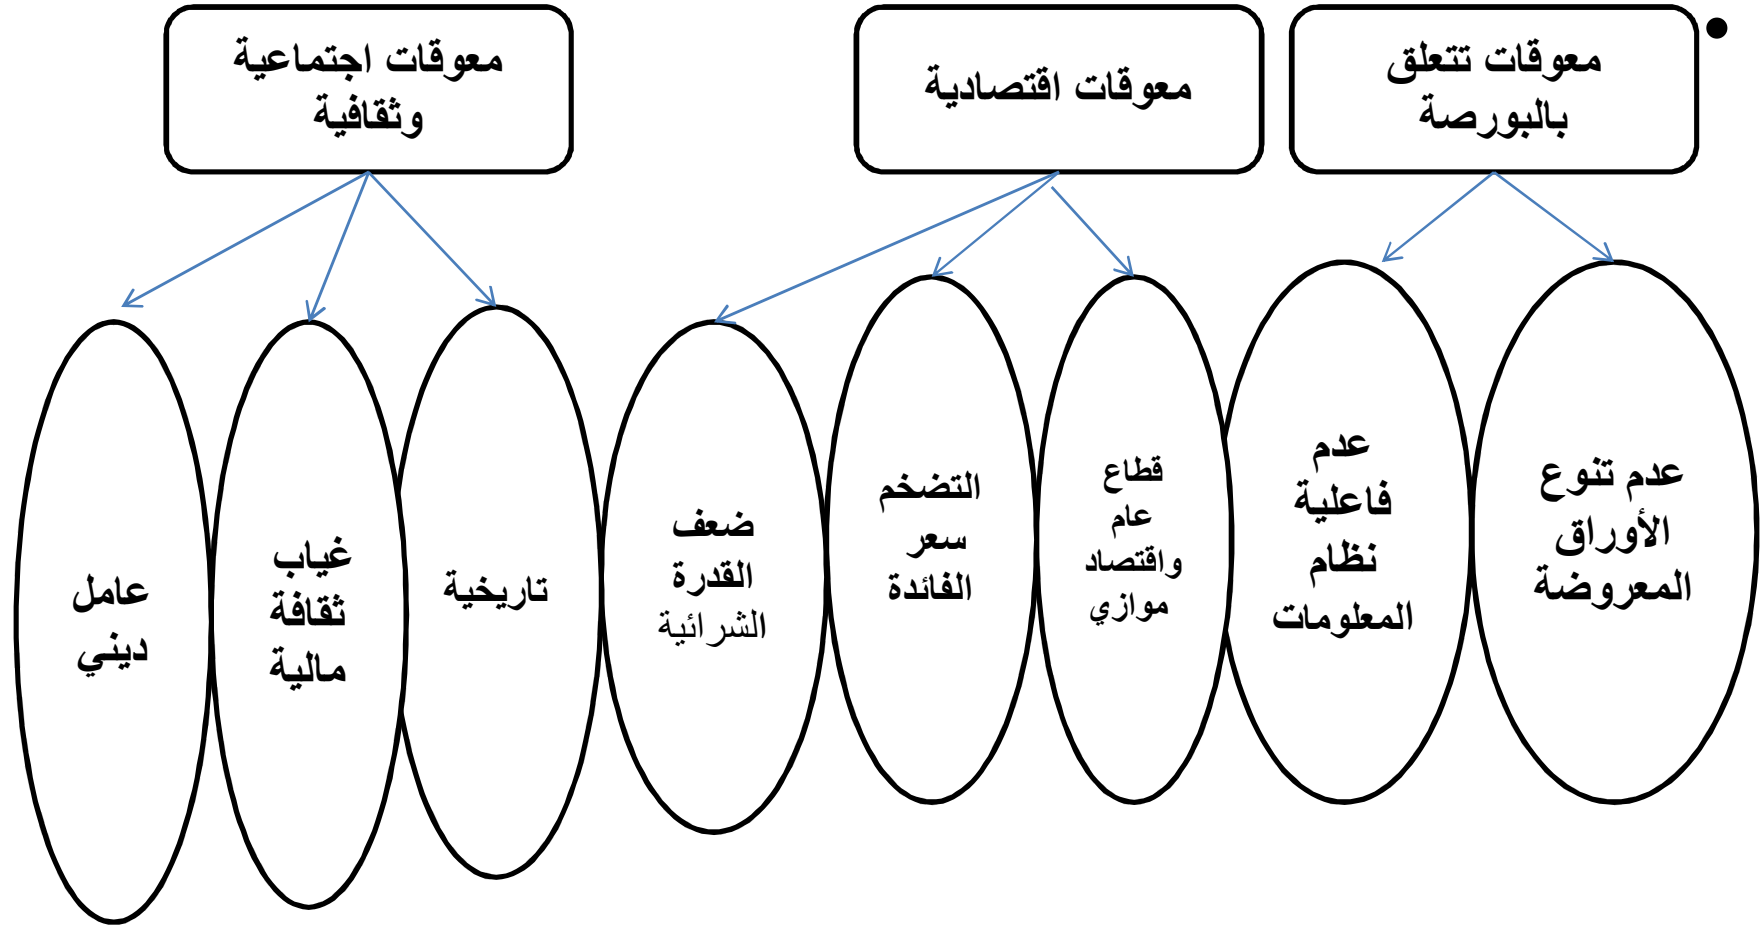 •
معوقات تتعلق
بالبورصة
معوقات اقتصادية
معوقات اجتماعية
وثقافية
عدم تنوع
الأوراق
المعروضة
عدم
فاعلية
نظام
المعلومات
قطاع
عام
واقتصاد
موازي
التضخم
سعر
الفائدة
ضعف
القدرة
الشرائية
تاريخية
غياب
ثقافة
مالية
عامل
ديني